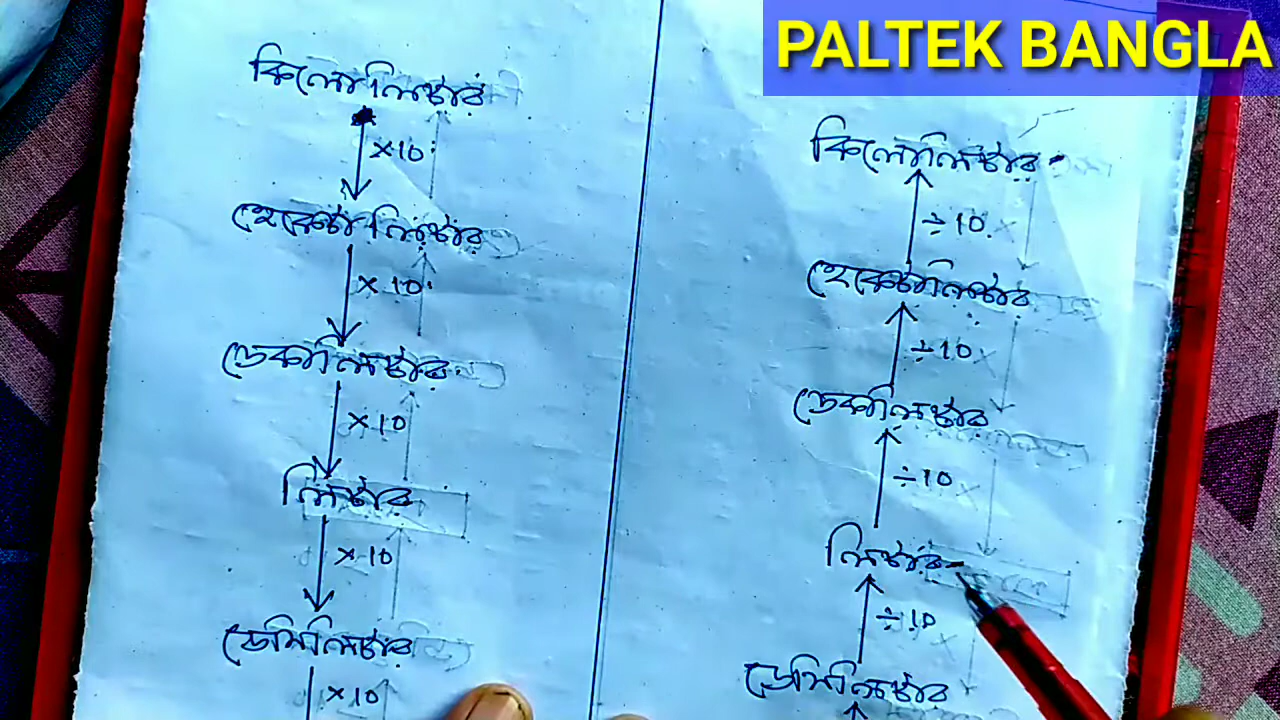 PALTEK BANGLA
কিলোলিটার
×10
হেক্টোলিটার
×10
ডেকালিটার
×10
লিটার
×10
ডেসিলিটার
×10
কিলোলিটার
÷10
হেক্টোলিটার
÷10
ডেকালিটার
÷10
লিটার
÷10
ডেসিলিটার